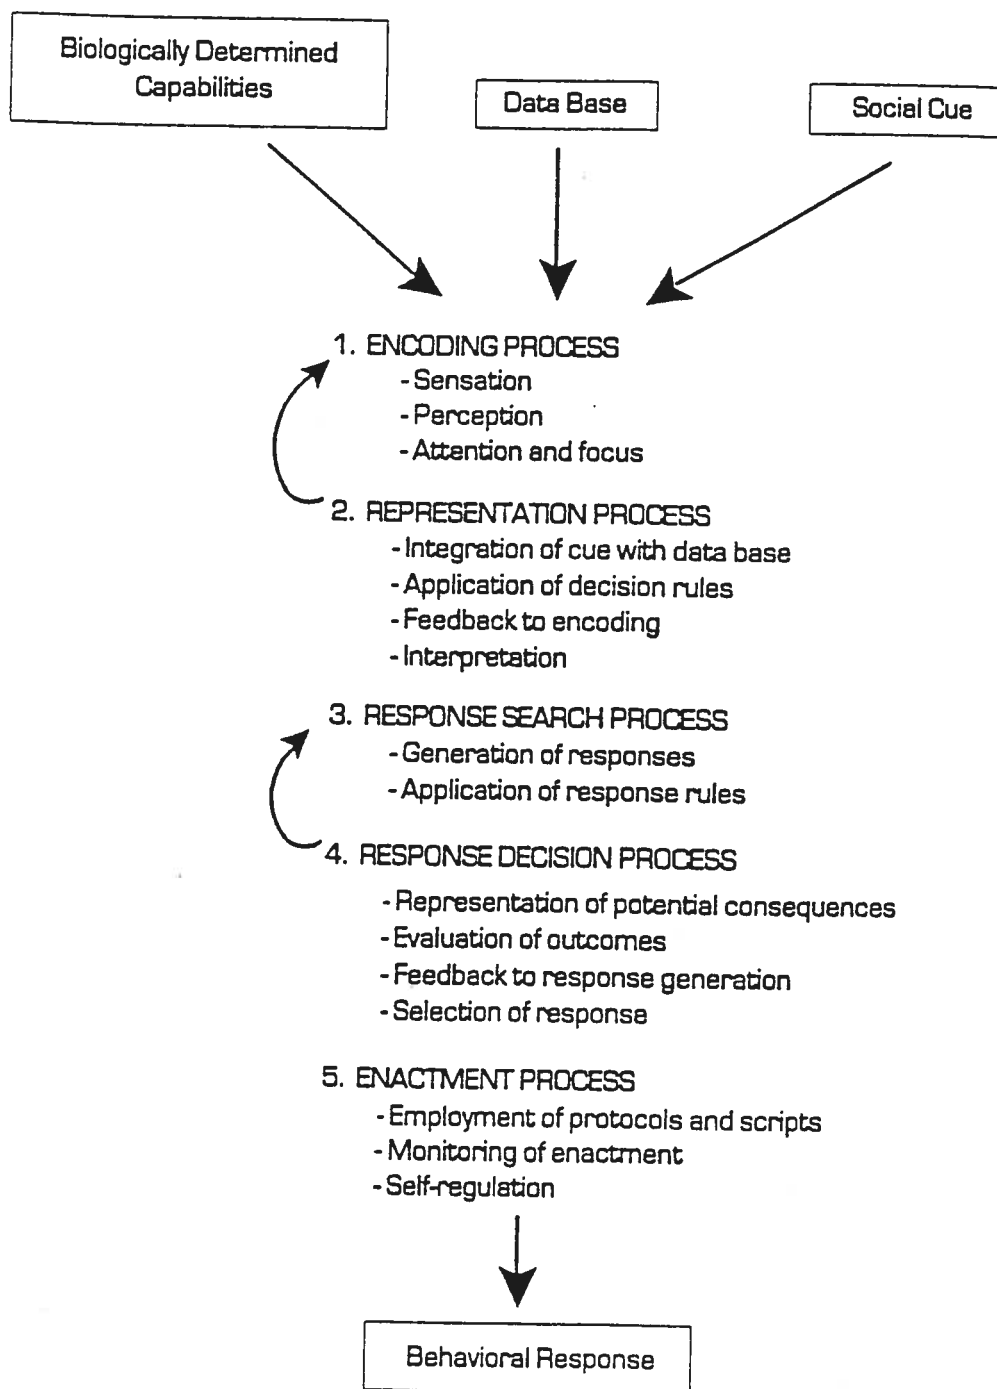 Biologically Determined
Capabilities
Data Base
Social Cue
1. ENCODING PROCESS
- Sensation
- Perception
- Attention and focus
2. REPRESENTATION PROCESS
- Integration of cue with data base
- Application of decision rules
- Feedback to encoding
- Interpretation
3. RESPONSE SEARCH PROCESS
- Generation of responses
- Application of response rules
4. RESPONSE DECISION PROCESS
- Representation of potential consequences
- Evaluation of outcomes
- Feedback to response generation
- Selection of response
5. ENACTMENT PROCESS
- Employment of protocols and scripts
- Monitoring of enactment
- Self-regulation
Behavioral Response